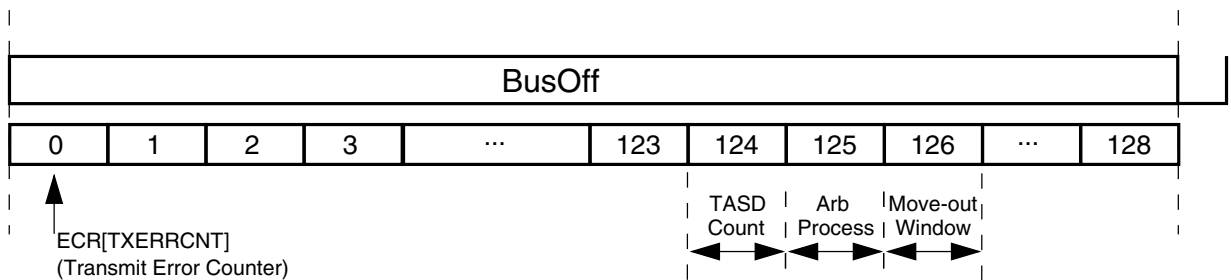 BusOff
0 1 2 3 ... 123 124 125 126 ... 128
TASD Count
Arb Process
Move-out Window
ECR[TXERRCNT]
(Transmit Error Counter)